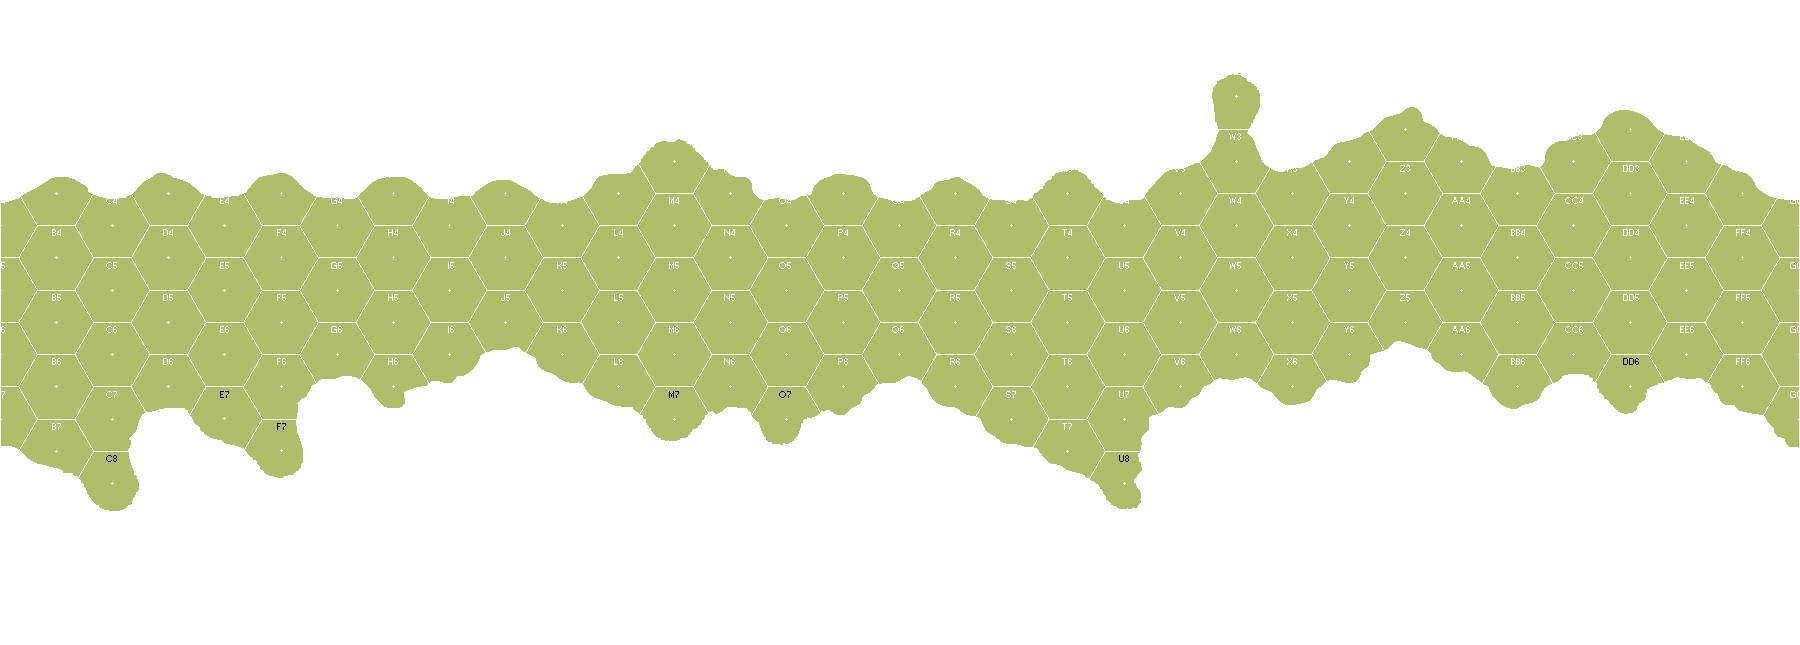 W3
Z3 DD3
BB3
C4 E4 G4 I4 M4 O4 W4 Y4 AA4 CC4 EE4
B4 D4 F4 H4 J4 L4 N4 P4 R4 T4 V4 X4 Z4 BB4 DD4 FF4
C5 E5 G5 I5 K5 M5 O5 Q5 S5 U5 W5 Y5 AA5 CC5 EE5
B5 D5 F5 H5 J5 L5 N5 P5 R5 T5 V5 X5 Z5 BB5 DD5 FF5
C6 E6 G6 I6 K6 M6 O6 Q6 S6 U6 W6 Y6 AA6 CC6 EE6
B6 D6 F6 H6 L6 N6 P6 R6 T6 V6 X6 BB6 DD6 FF6
C7 E7 M7 O7 S7 U7
B7 F7 T7
C8 U8